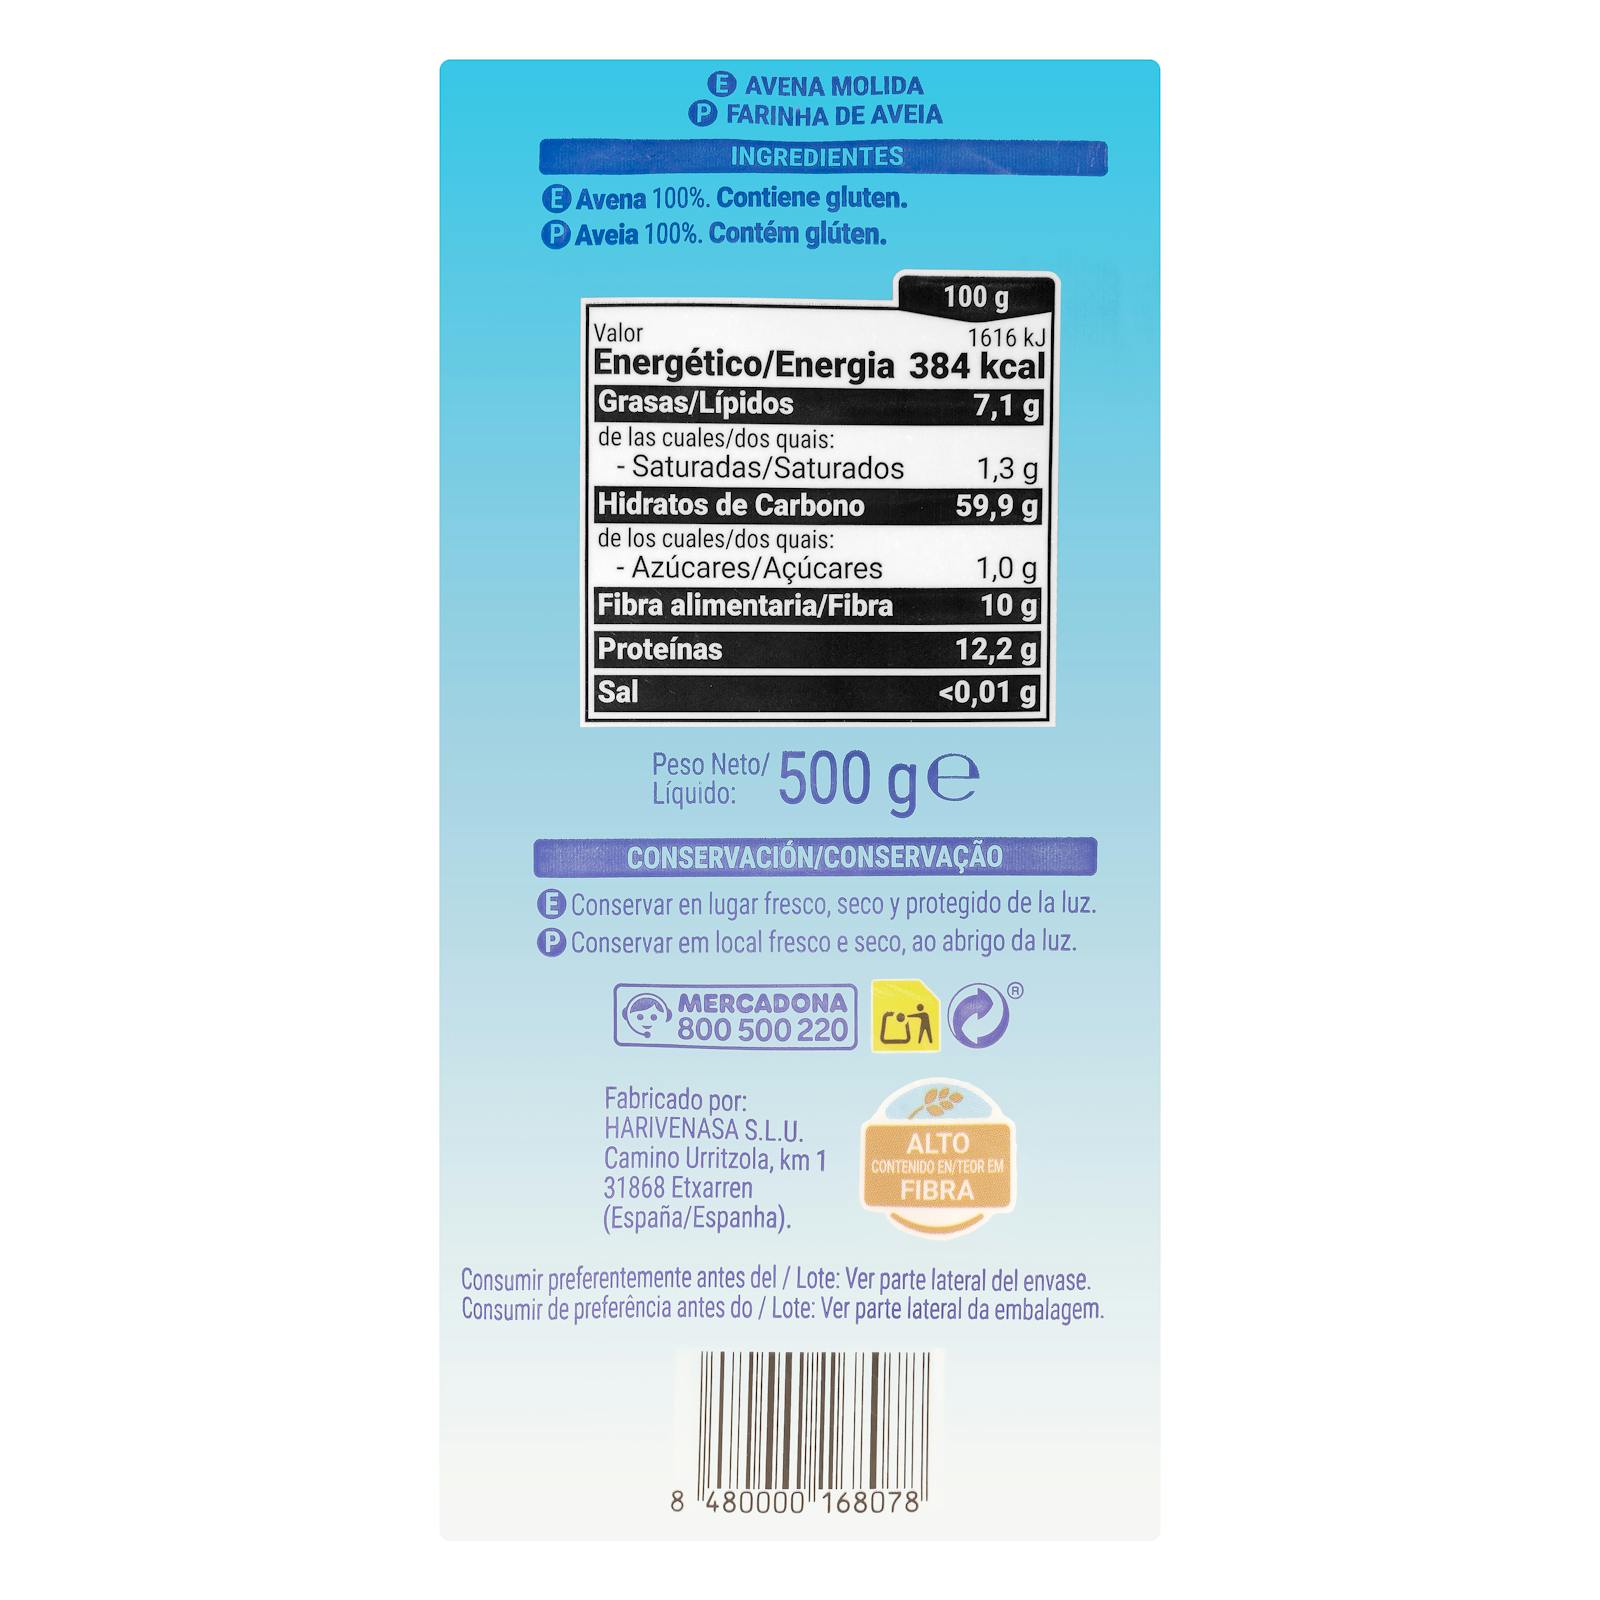 E AVENA MOLIDA
P FARINHA DE AVEIA
INGREDIENTES
E Avena 100%. Contiene gluten.
P Aveia 100%. Contém glúten.
100 g
Valor 1616 kJ
Energético/Energia 384 kcal
Grasas/Lípidos 7,1 g
de las cuales/dos quais:
- Saturadas/Saturados 1,3 g
Hidratos de Carbono 59,9 g
de los cuales/dos quais:
- Azúcares/Açúcares 1,0 g
Fibra alimentaria/Fibra 10 g
Proteínas 12,2 g
Sal <0,01 g
Peso Neto/
Líquido: 500 g e
CONSERVACIÓN/CONSERVAÇÃO
E Conservar en lugar fresco, seco y protegido de la luz.
P Conservar em local fresco e seco, ao abrigo da luz.
MERCADONA
800 500 220
®
Fabricado por:
HARIVENASA S.L.U.
Camino Urritzola, km 1
31868 Etxarren
(España/Espanha).
ALTO
CONTENIDO EN/TEOR EM
FIBRA
Consumir preferentemente antes del / Lote: Ver parte lateral del envase.
Consumir de preferência antes do / Lote: Ver parte lateral da embalagem.
8 480000 168078